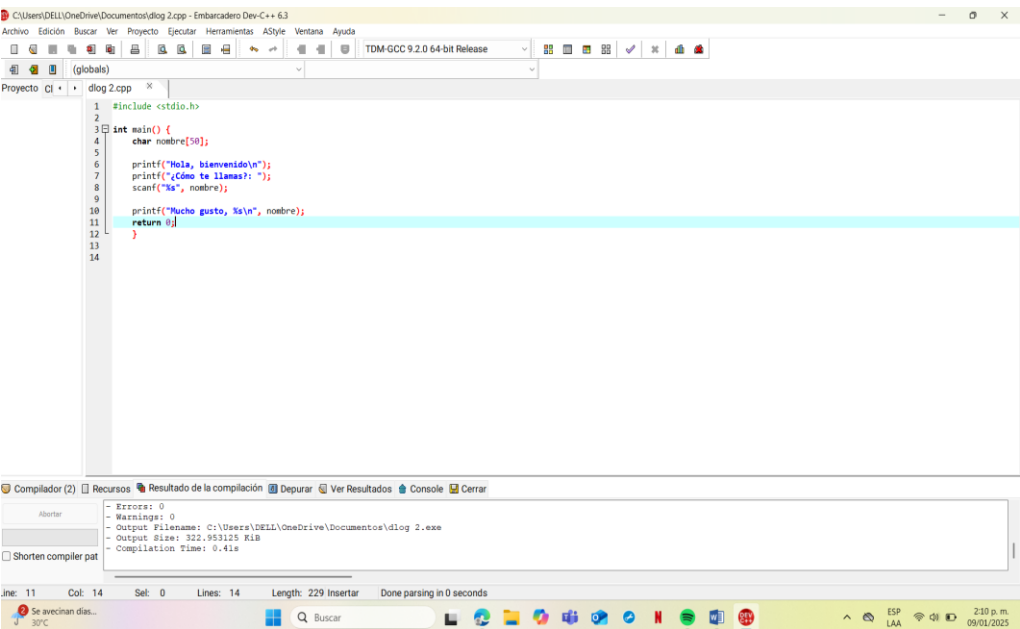 C:\Users\DELL\OneDrive\Documentos\dlog 2.cpp - Embarcadero Dev-C++ 6.3
Archivo Edición Buscar Ver Proyecto Ejecutar Herramientas AStyle Ventana Ayuda
TDM-GCC 9.2.0 64-bit Release
(globals)
Proyecto Cl dlog 2.cpp
1 #include <stdio.h>
2
3 int main() {
4 char nombre[50];
5
6 printf("Hola, bienvenido\n");
7 printf("¿Cómo te llamas?: ");
8 scanf("%s", nombre);
9
10 printf("Mucho gusto, %s\n", nombre);
11 return 0;
12 }
13
14
Compilador (2) Recursos Resultado de la compilación Depurar Ver Resultados Console Cerrar
Abortar
Shorten compiler pat
- Errors: 0
- Warnings: 0
- Output Filename: C:\Users\DELL\OneDrive\Documentos\dlog 2.exe
- Output Size: 322.953125 KiB
- Compilation Time: 0.41s
Line: 11 Col: 14 Sel: 0 Lines: 14 Length: 229 Insertar Done parsing in 0 seconds
2 Se avecinan días...
30°C
Buscar
ESP
LAA
2:10 p. m.
09/01/2025